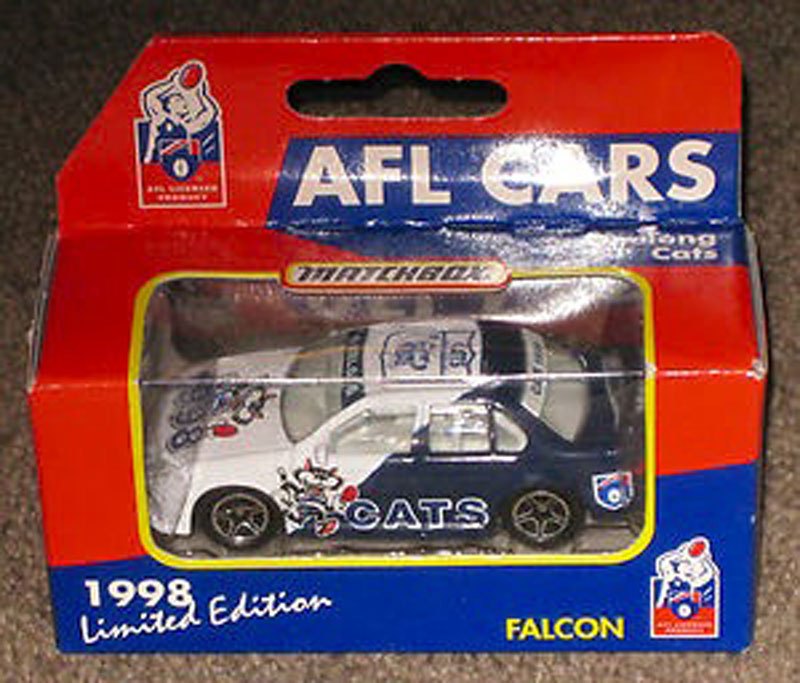 AFL CARS
AFL LICENSED
PRODUCT
Cats
MATCHBOX
CATS
1998
Limited Edition
FALCON
AFL LICENSED
PRODUCT